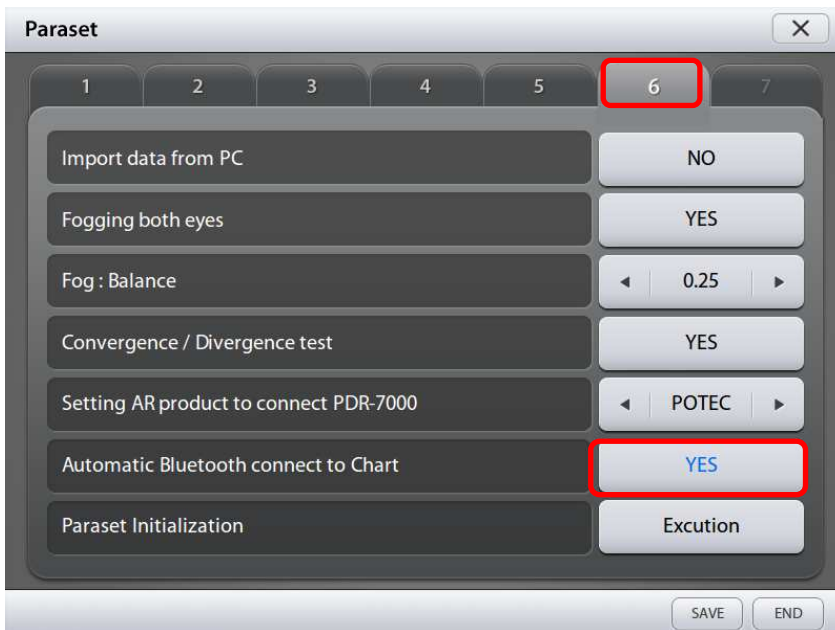 Paraset
1 2 3 4 5 6 7
Import data from PC NO
Fogging both eyes YES
Fog : Balance 0.25
Convergence / Divergence test YES
Setting AR product to connect PDR-7000 POTEC
Automatic Bluetooth connect to Chart YES
Paraset Initialization Excution
SAVE END